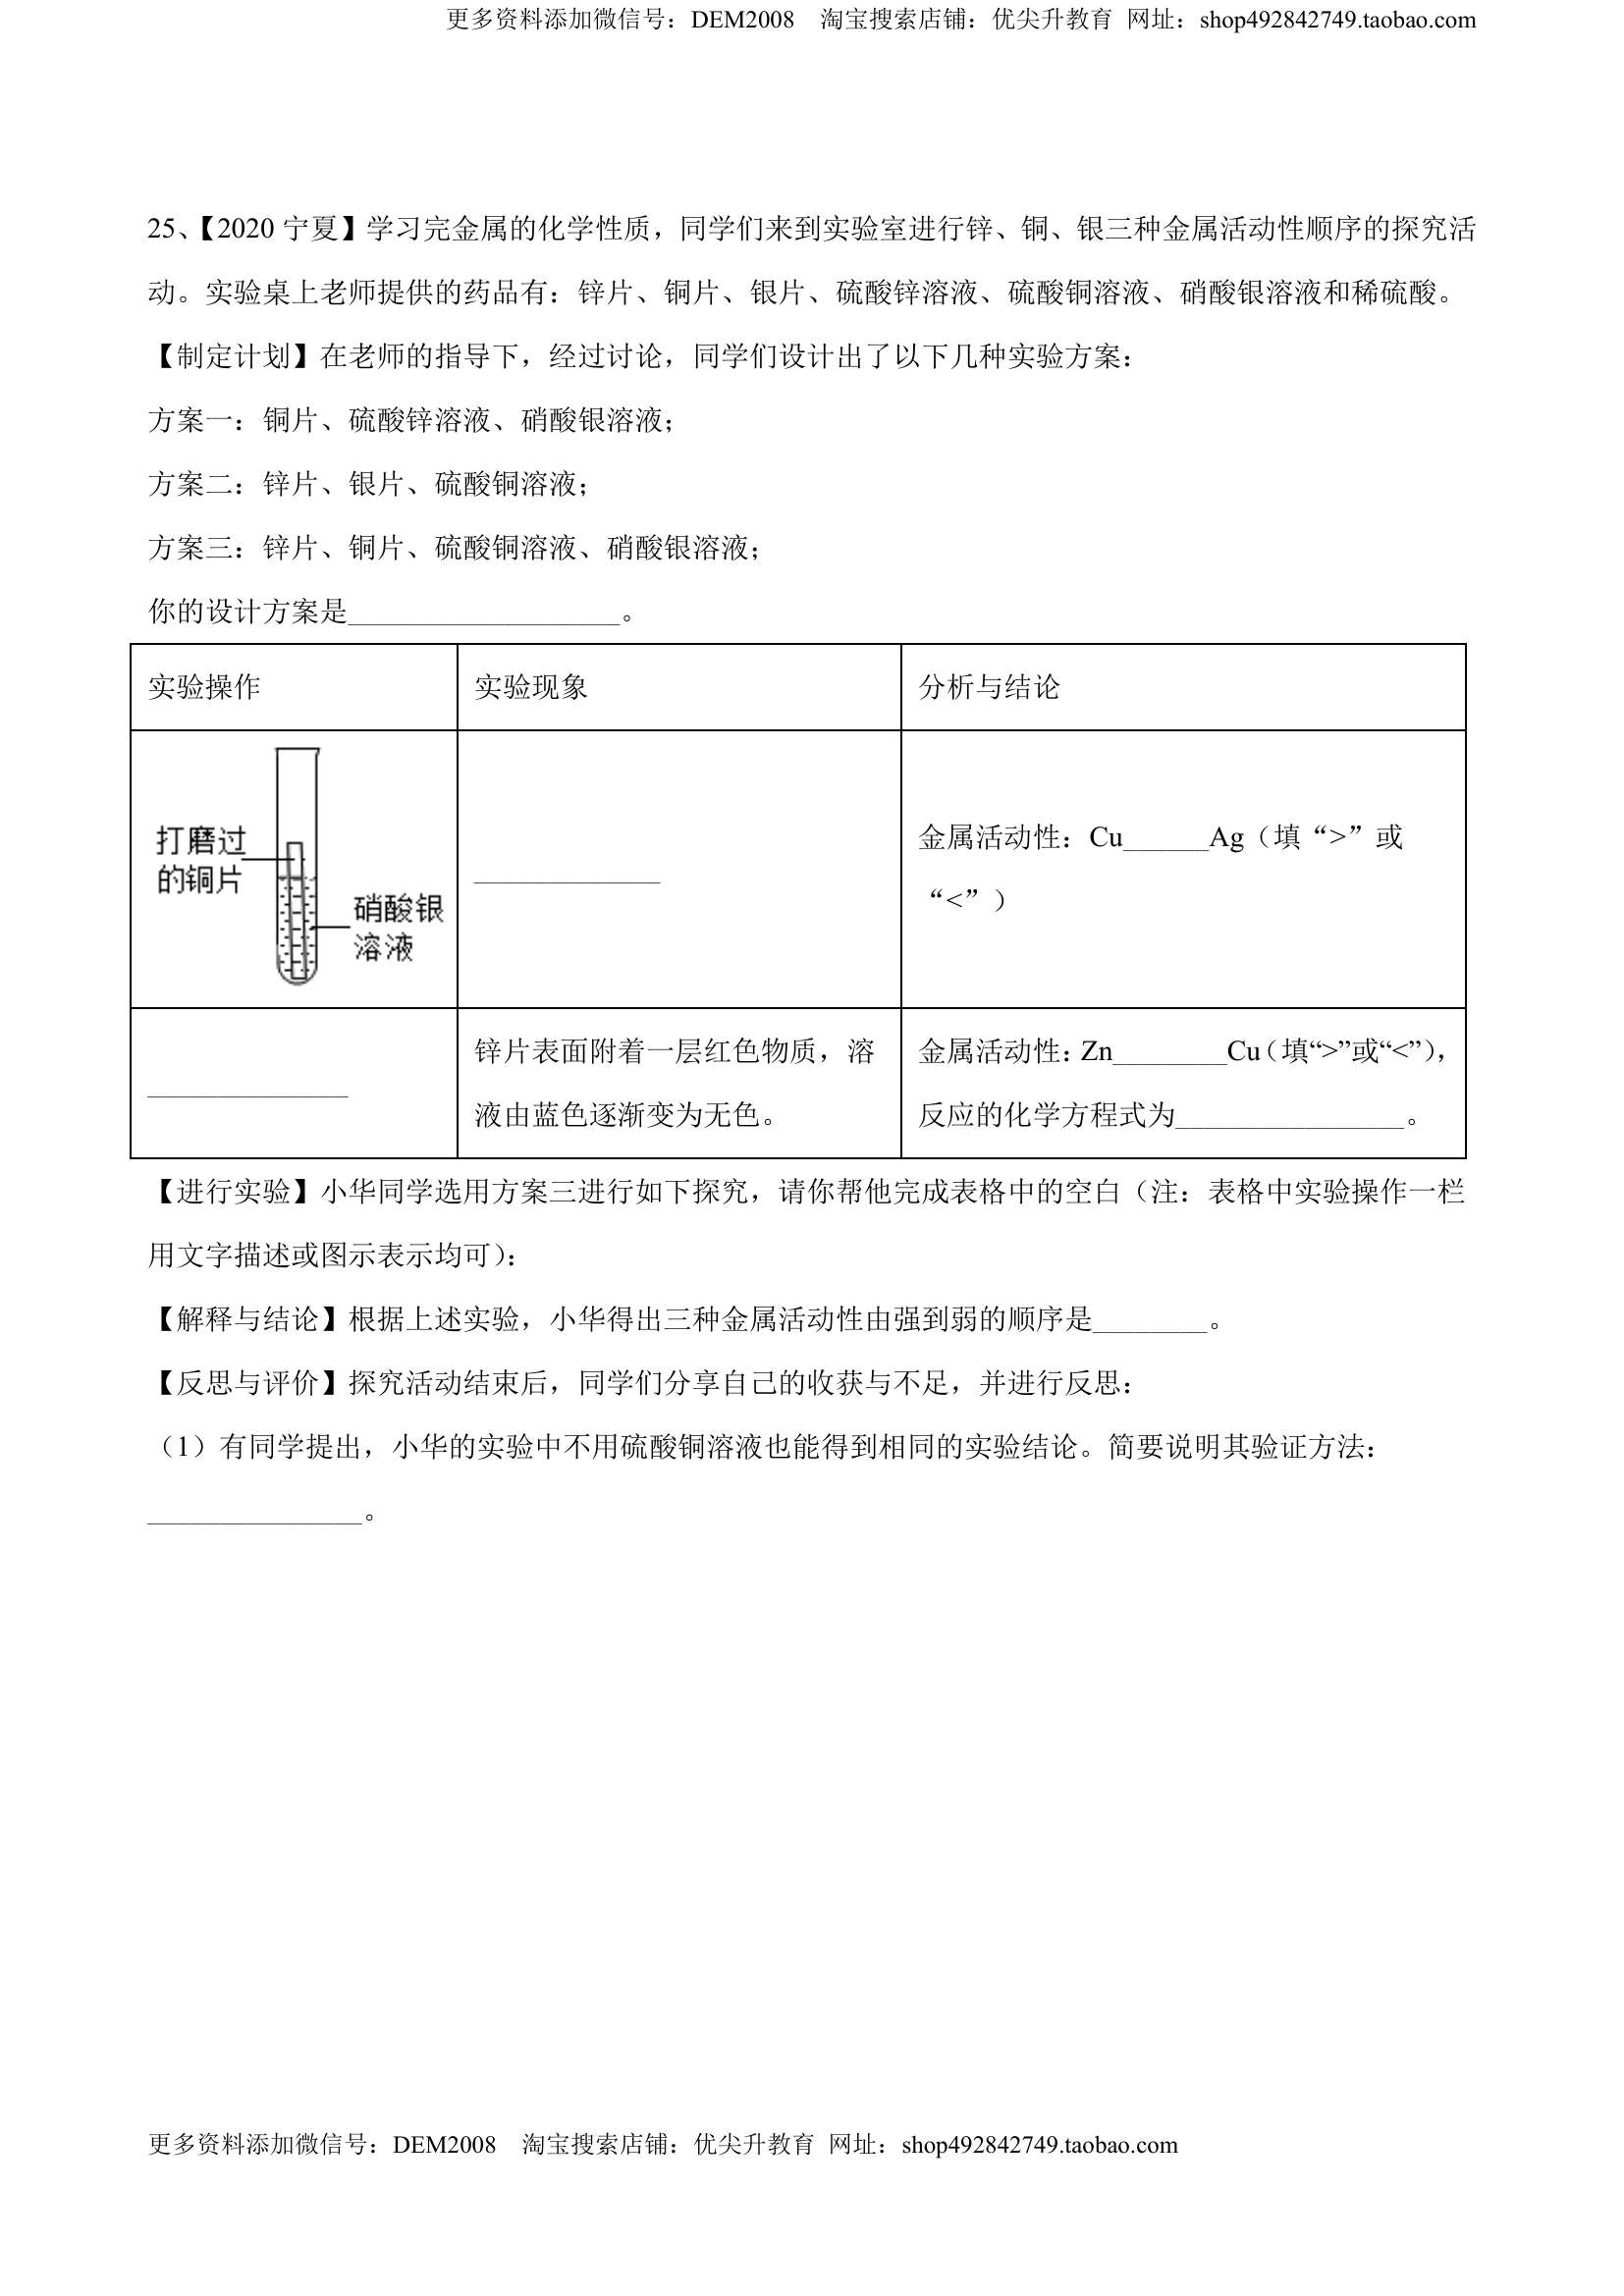 更多资料添加微信号：DEM2008　淘宝搜索店铺：优尖升教育 网址：shop492842749.taobao.com
25、【2020 宁夏】学习完金属的化学性质，同学们来到实验室进行锌、铜、银三种金属活动性顺序的探究活
动。实验桌上老师提供的药品有：锌片、铜片、银片、硫酸锌溶液、硫酸铜溶液、硝酸银溶液和稀硫酸。
【制定计划】在老师的指导下，经过讨论，同学们设计出了以下几种实验方案：
方案一：铜片、硫酸锌溶液、硝酸银溶液；
方案二：锌片、银片、硫酸铜溶液；
方案三：锌片、铜片、硫酸铜溶液、硝酸银溶液；
你的设计方案是___________________。
实验操作
实验现象
分析与结论
打磨过
的铜片
硝酸银
溶液
_____________
金属活动性：Cu______Ag（填“>”或
“<”）
______________
锌片表面附着一层红色物质，溶
液由蓝色逐渐变为无色。
金属活动性：Zn________Cu（填“>”或“<”），
反应的化学方程式为________________。
【进行实验】小华同学选用方案三进行如下探究，请你帮他完成表格中的空白（注：表格中实验操作一栏
用文字描述或图示表示均可）：
【解释与结论】根据上述实验，小华得出三种金属活动性由强到弱的顺序是________。
【反思与评价】探究活动结束后，同学们分享自己的收获与不足，并进行反思：
（1）有同学提出，小华的实验中不用硫酸铜溶液也能得到相同的实验结论。简要说明其验证方法：
_______________。
更多资料添加微信号：DEM2008　淘宝搜索店铺：优尖升教育 网址：shop492842749.taobao.com